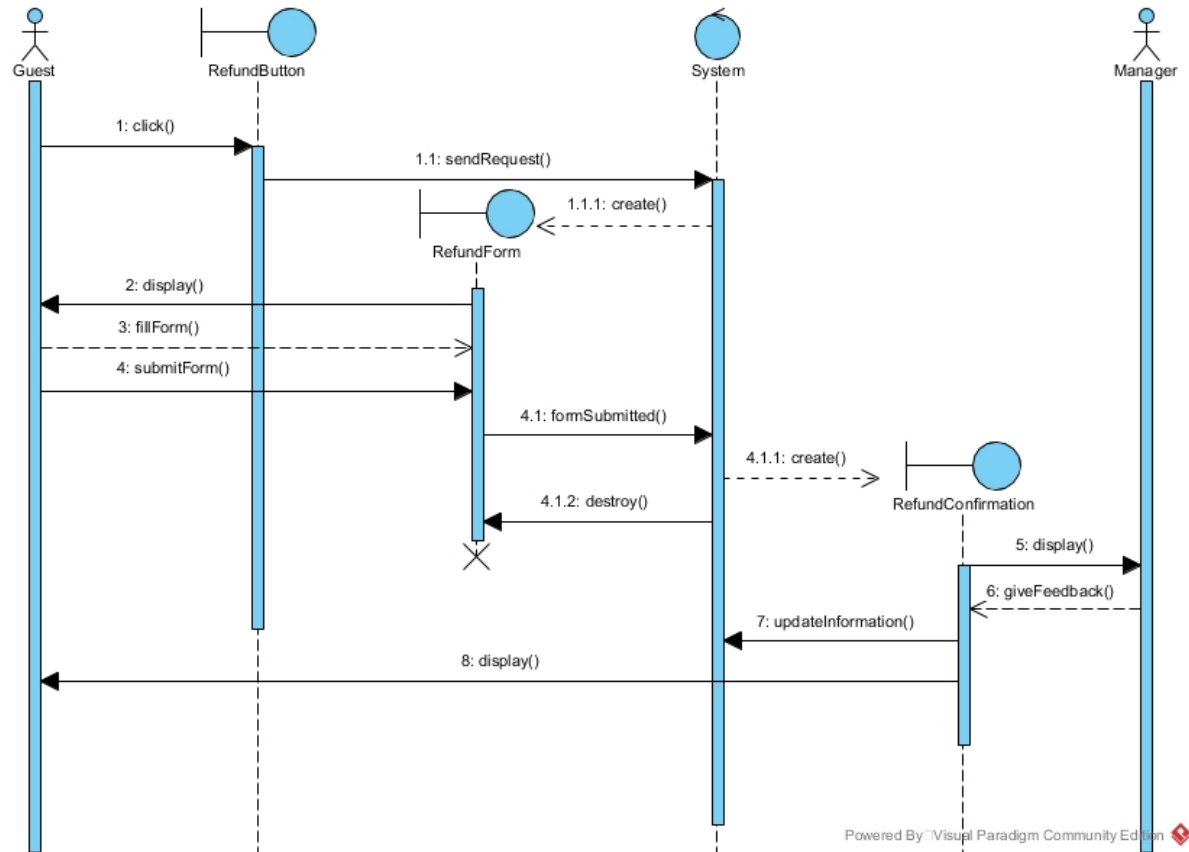 Guest
RefundButton
System
Manager
1: click()
1.1: sendRequest()
1.1.1: create()
RefundForm
2: display()
3: fillForm()
4: submitForm()
4.1: formSubmitted()
4.1.1: create()
4.1.2: destroy()
RefundConfirmation
5: display()
6: giveFeedback()
7: updateInformation()
8: display()
Powered By Visual Paradigm Community Edition